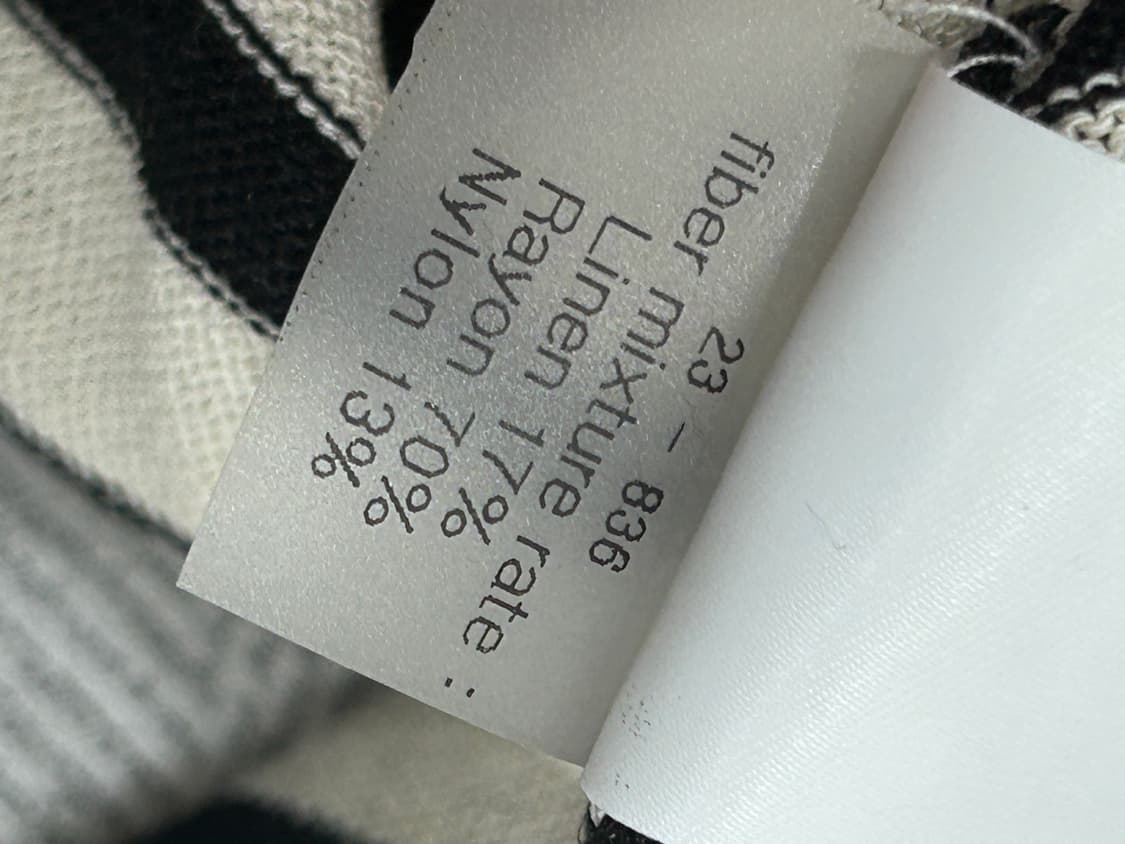 23 - 836
fiber mixture rate :
Linen 17%
Rayon 70%
Nylon 13%